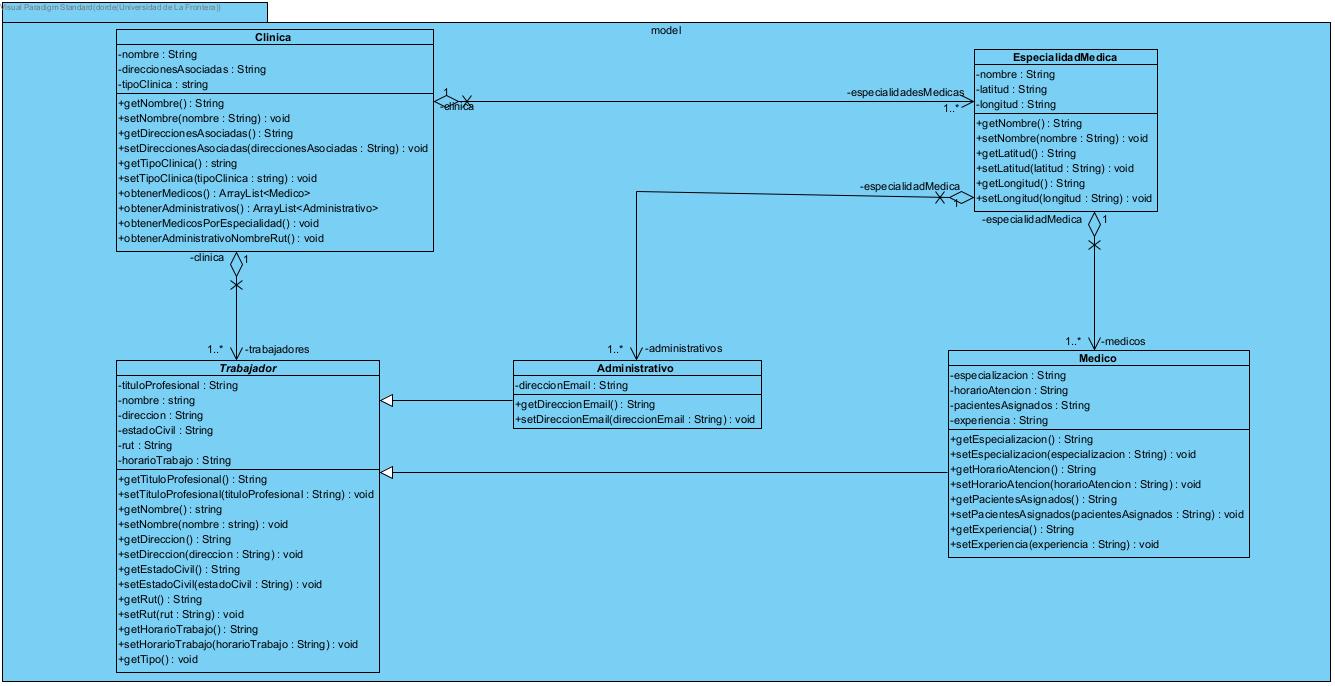 Visual Paradigm Standard(dorde(Universidad de La Frontera))
model
Clinica
-nombre : String
-direccionesAsociadas : String
-tipoClinica : string
+getNombre() : String
+setNombre(nombre : String) : void
+getDireccionesAsociadas() : String
+setDireccionesAsociadas(direccionesAsociadas : String) : void
+getTipoClinica() : string
+setTipoClinica(tipoClinica : string) : void
+obtenerMedicos() : ArrayList<Medico>
+obtenerAdministrativos() : ArrayList<Administrativo>
+obtenerMedicosPorEspecialidad() : void
+obtenerAdministrativoNombreRut() : void
1
-clinica
-especialidadesMedicas
1..*
EspecialidadMedica
-nombre : String
-latitud : String
-longitud : String
+getNombre() : String
+setNombre(nombre : String) : void
+getLatitud() : String
+setLatitud(latitud : String) : void
+getLongitud() : String
+setLongitud(longitud : String) : void
-especialidadMedica
1
-especialidadMedica
1
-clinica
1
1..*
-trabajadores
1..*
-administrativos
1..*
-medicos
Trabajador
-tituloProfesional : String
-nombre : string
-direccion : String
-estadoCivil : String
-rut : String
-horarioTrabajo : String
+getTituloProfesional() : String
+setTituloProfesional(tituloProfesional : String) : void
+getNombre() : string
+setNombre(nombre : string) : void
+getDireccion() : String
+setDireccion(direccion : String) : void
+getEstadoCivil() : String
+setEstadoCivil(estadoCivil : String) : void
+getRut() : String
+setRut(rut : String) : void
+getHorarioTrabajo() : String
+setHorarioTrabajo(horarioTrabajo : String) : void
+getTipo() : void
Administrativo
-direccionEmail : String
+getDireccionEmail() : String
+setDireccionEmail(direccionEmail : String) : void
Medico
-especializacion : String
-horarioAtencion : String
-pacientesAsignados : String
-experiencia : String
+getEspecializacion() : String
+setEspecializacion(especializacion : String) : void
+getHorarioAtencion() : String
+setHorarioAtencion(horarioAtencion : String) : void
+getPacientesAsignados() : String
+setPacientesAsignados(pacientesAsignados : String) : void
+getExperiencia() : String
+setExperiencia(experiencia : String) : void